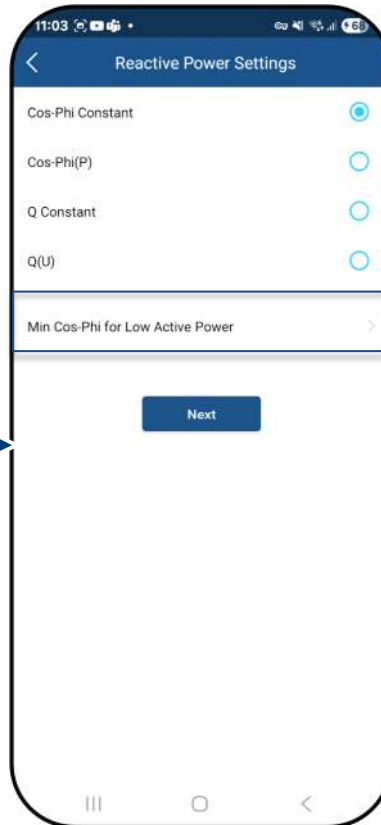 11:03
68
Reactive Power Settings
Cos-Phi Constant
Cos-Phi(P)
Q Constant
Q(U)
Min Cos-Phi for Low Active Power
Next